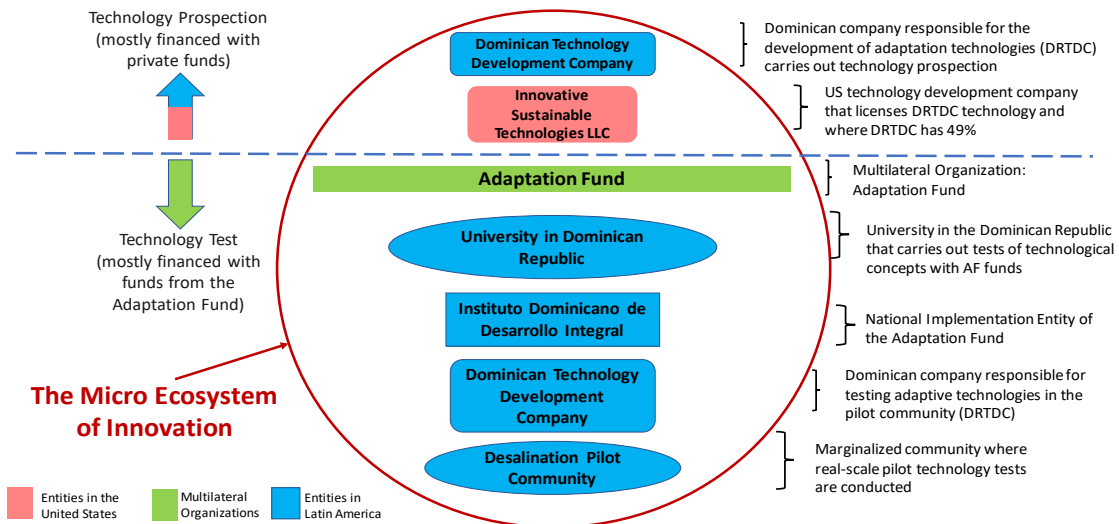 Technology Prospection
(mostly financed with
private funds)
Dominican Technology
Development Company
Dominican company responsible for the
development of adaptation technologies (DRTDC)
carries out technology prospection
Innovative
Sustainable
Technologies LLC
US technology development company
that licenses DRTDC technology and
where DRTDC has 49%
Adaptation Fund
Multilateral Organization:
Adaptation Fund
Technology Test
(mostly financed with
funds from the
Adaptation Fund)
University in Dominican
Republic
University in the Dominican Republic
that carries out tests of technological
concepts with AF funds
Instituto Dominicano de
Desarrollo Integral
National Implementation Entity of
the Adaptation Fund
The Micro Ecosystem
of Innovation
Dominican Technology
Development
Company
Dominican company responsible for
testing adaptive technologies in the
pilot community (DRTDC)
Desalination Pilot
Community
Marginalized community where
real-scale pilot technology tests
are conducted
Entities in the
United States
Multilateral
Organizations
Entities in
Latin America